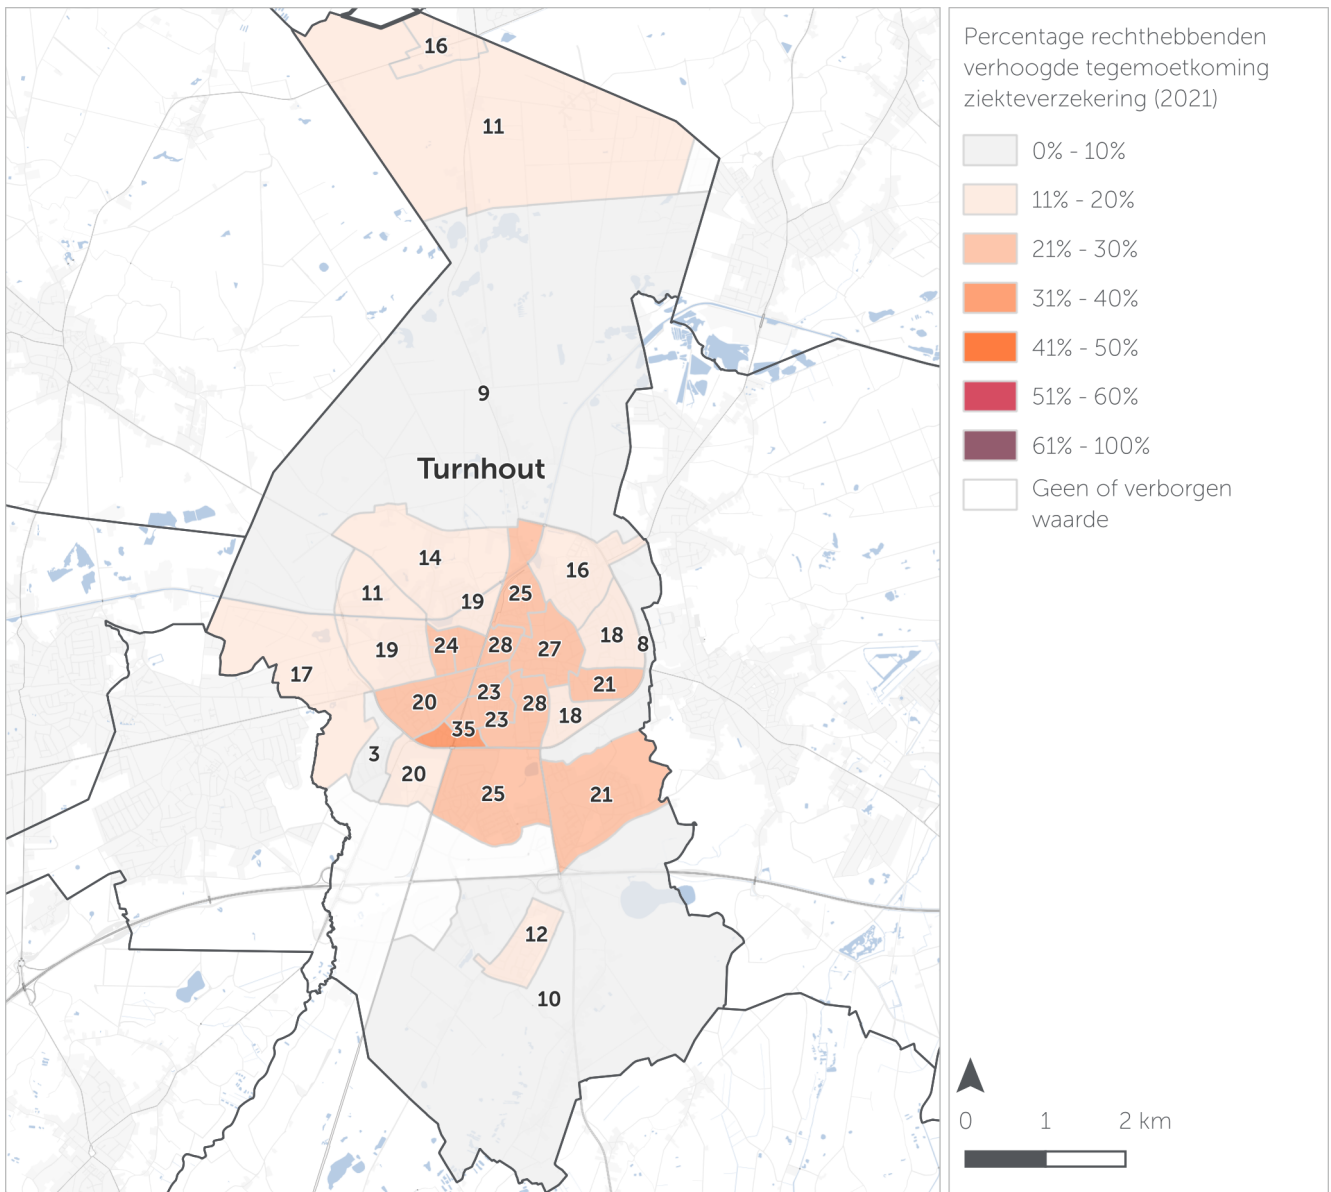 16
11
9
Turnhout
14
16
11
19
25
18
8
19
24
28
27
17
20
23
28
21
23
35
18
3
20
25
21
12
10
Percentage rechthebbenden
verhoogde tegemoetkoming
ziekteverzekering (2021)
0% - 10%
11% - 20%
21% - 30%
31% - 40%
41% - 50%
51% - 60%
61% - 100%
Geen of verborgen
waarde
0 1 2 km